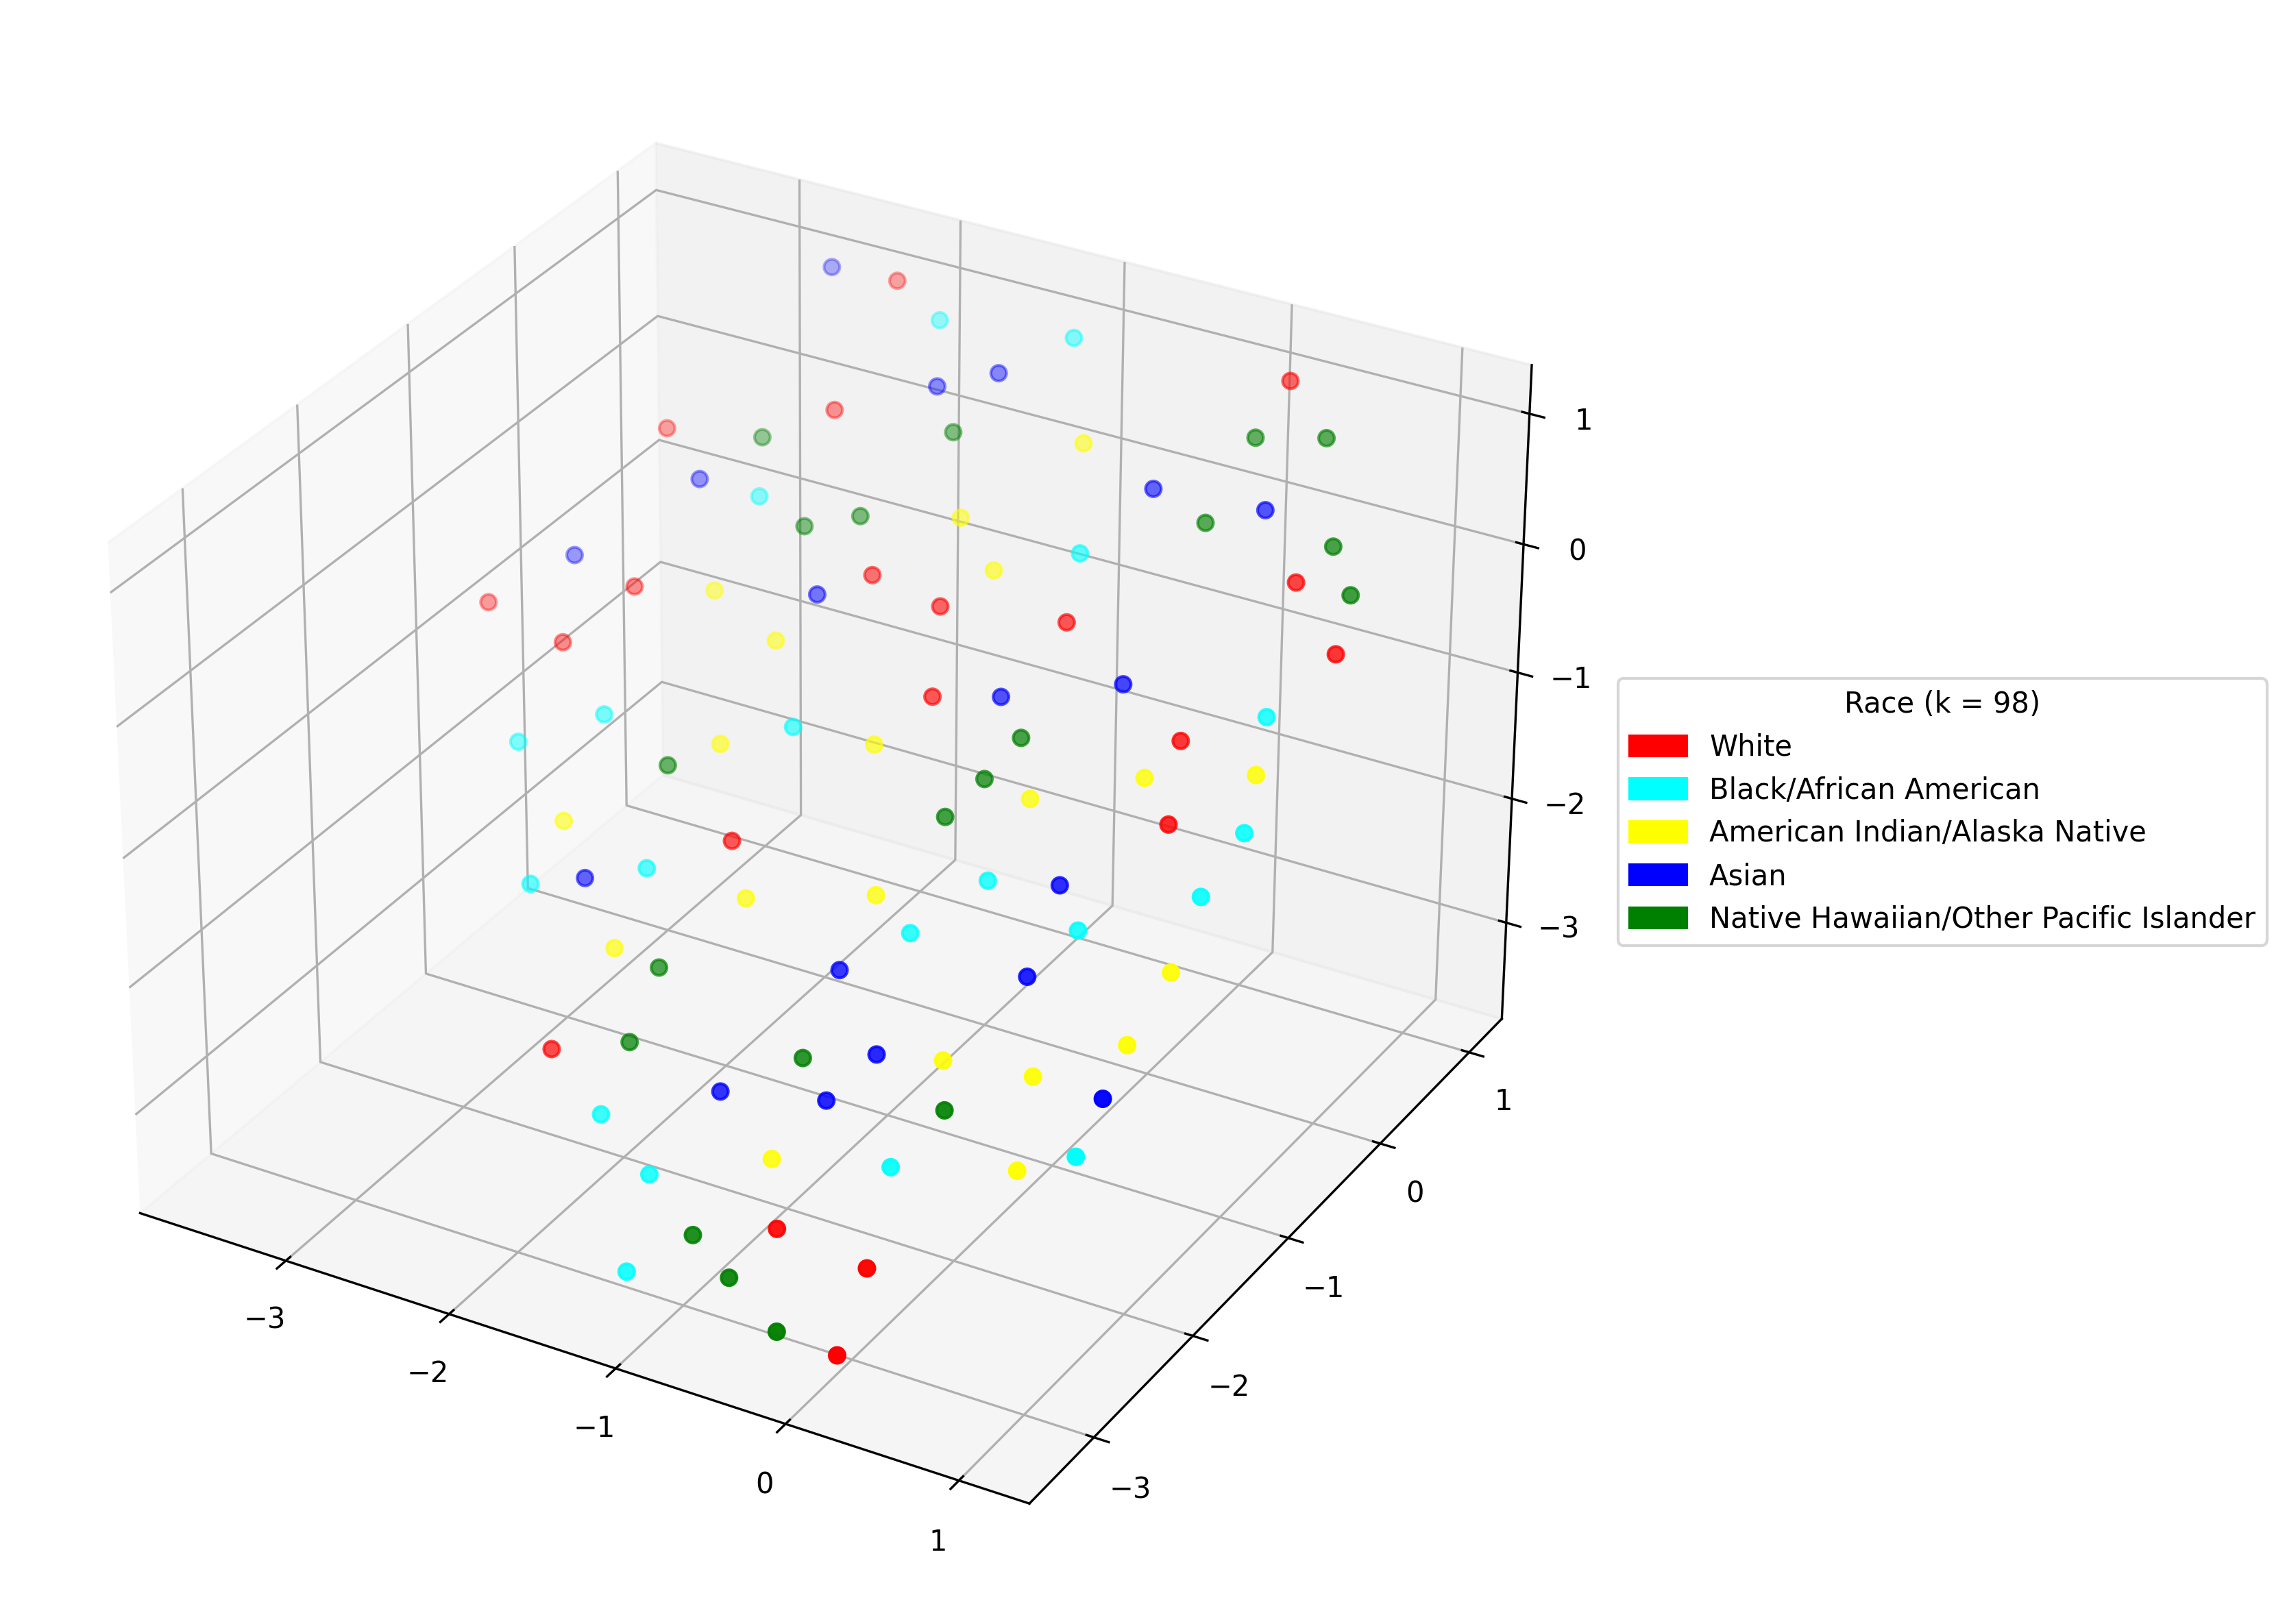 1
0
−1
−2
−3
Race (k = 98)
White
Black/African American
American Indian/Alaska Native
Asian
Native Hawaiian/Other Pacific Islander
1
0
−1
−2
−3
−3
−2
−1
0
1